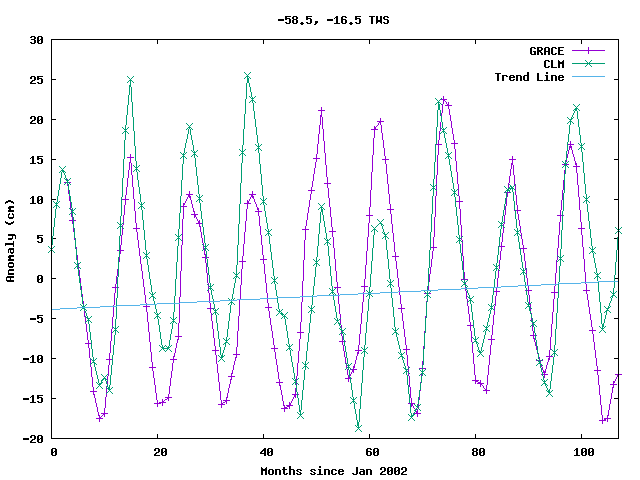 -58.5, -16.5 TWS
GRACE
CLM
Trend Line
30
25
20
15
10
5
0
-5
-10
-15
-20
Anomaly (cm)
0 20 40 60 80 100
Months since Jan 2002